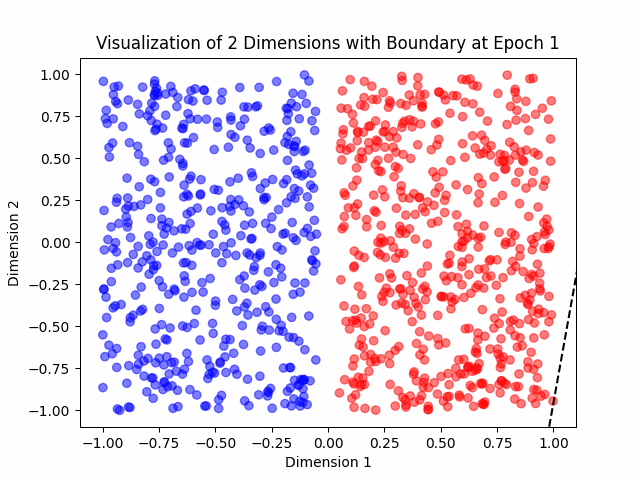 Visualization of 2 Dimensions with Boundary at Epoch 1
1.00
0.75
0.50
0.25
0.00
−0.25
−0.50
−0.75
−1.00
Dimension 2
−1.00 −0.75 −0.50 −0.25 0.00 0.25 0.50 0.75 1.00
Dimension 1